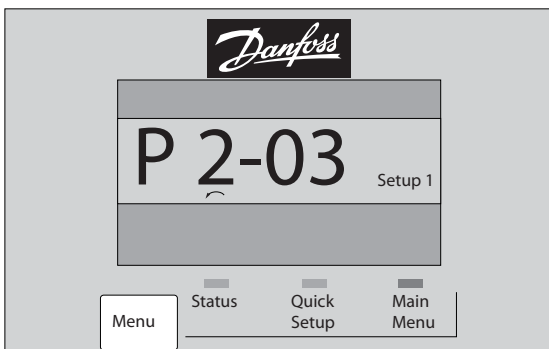 Danfoss
P 2-03 Setup 1
Menu
Status
Quick Setup
Main Menu